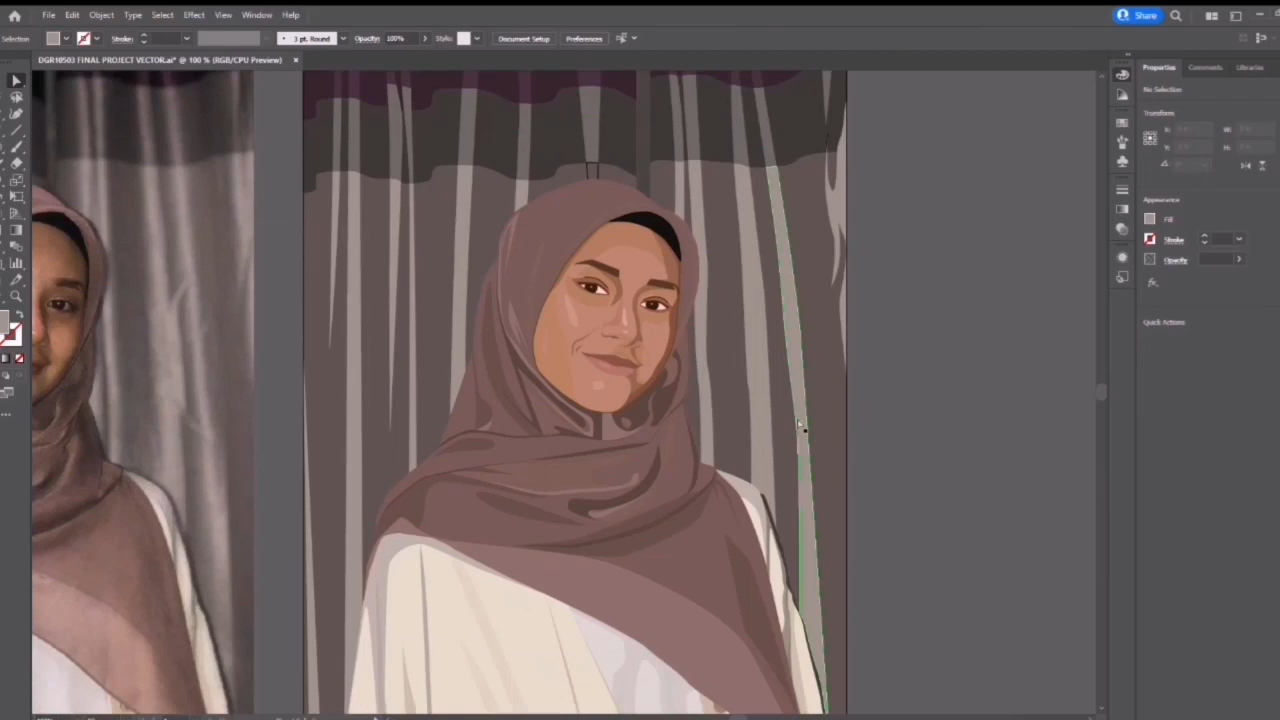 File Edit Object Type Select Effect View Window Help
Share
Selection Stroke: 3 pt. Round Opacity: 100% Style: Document Setup Preferences
DGR10503 FINAL PROJECT VECTOR.ai* @ 100 % (RGB/CPU Preview) ×
Properties Comments Libraries
No Selection
Transform
X: W:
Y: H:
Appearance
Fill
Stroke
Opacity
fx.
Quick Actions